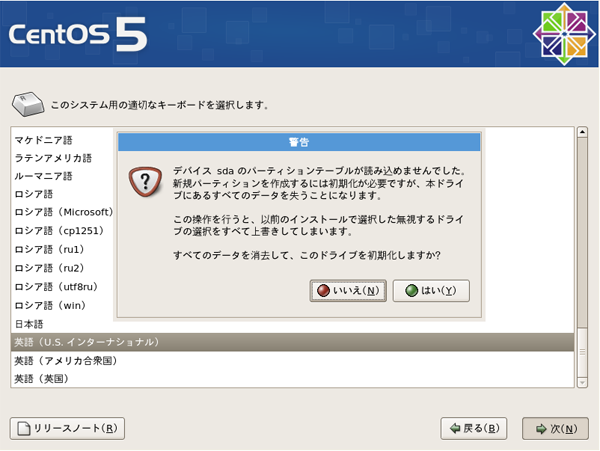 CentOS 5
このシステム用の適切なキーボードを選択します。
マケドニア語
ラテンアメリカ語
ルーマニア語
ロシア語
ロシア語（Microsoft）
ロシア語（cp1251）
ロシア語（ru1）
ロシア語（ru2）
ロシア語（utf8ru）
ロシア語（win）
日本語
英語（U.S. インターナショナル）
英語（アメリカ合衆国）
英語（英国）
警告
デバイス sda のパーティションテーブルが読み込めませんでした。
新規パーティションを作成するには初期化が必要ですが、本ドライ
ブにあるすべてのデータを失うことになります。
この操作を行うと、以前のインストールで選択した無視するドライ
ブの選択をすべて上書きしてしまいます。
すべてのデータを消去して、このドライブを初期化しますか?
いいえ(N)
はい(Y)
リリースノート(R)
戻る(B)
次(N)